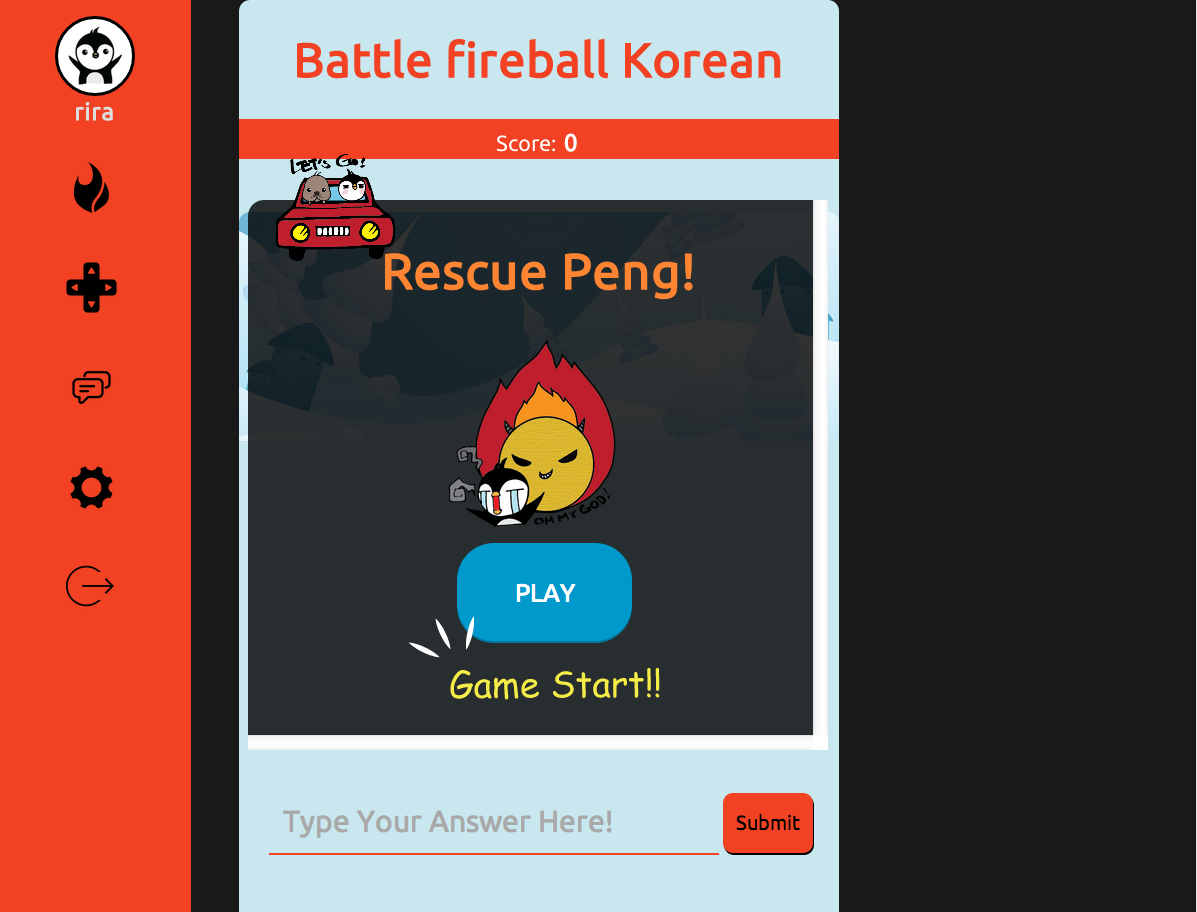 rira
Battle fireball Korean
Score: 0
LET'S GO!
Rescue Peng!
OH MY GOD!
PLAY
Game Start!!
Type Your Answer Here!
Submit